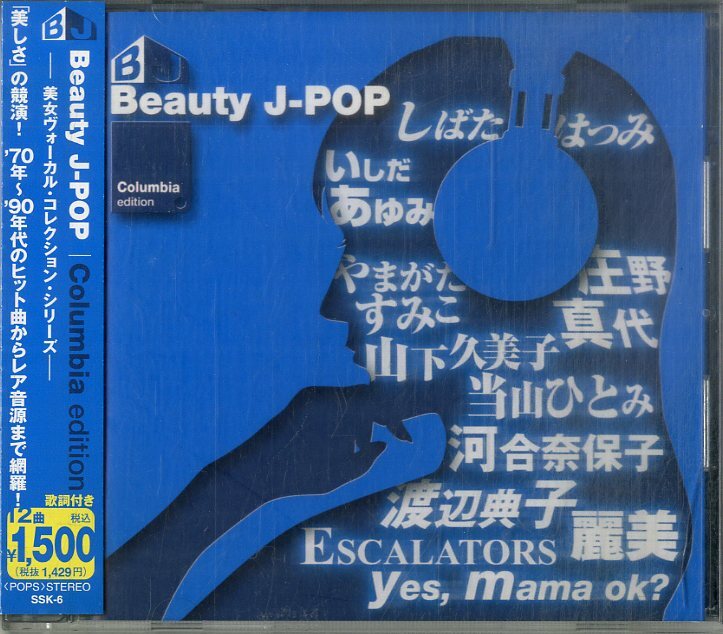 BJ
Beauty J-POP | Columbia edition
── 美女ヴォーカル・コレクション・シリーズ ──
「美しさ」の競演! '70年〜'90年代のヒット曲からレア音源まで網羅!
歌詞付き
12曲 税込
¥1,500
(税抜 1,429円)
〈POPS〉STEREO
SSK-6
BJ
Beauty J-POP
Columbia
edition
しばたはつみ
いしだ
あゆみ
やまがた
すみこ
庄野
真代
山下久美子
当山ひとみ
河合奈保子
渡辺典子
ESCALATORS
麗美
yes, mama ok?